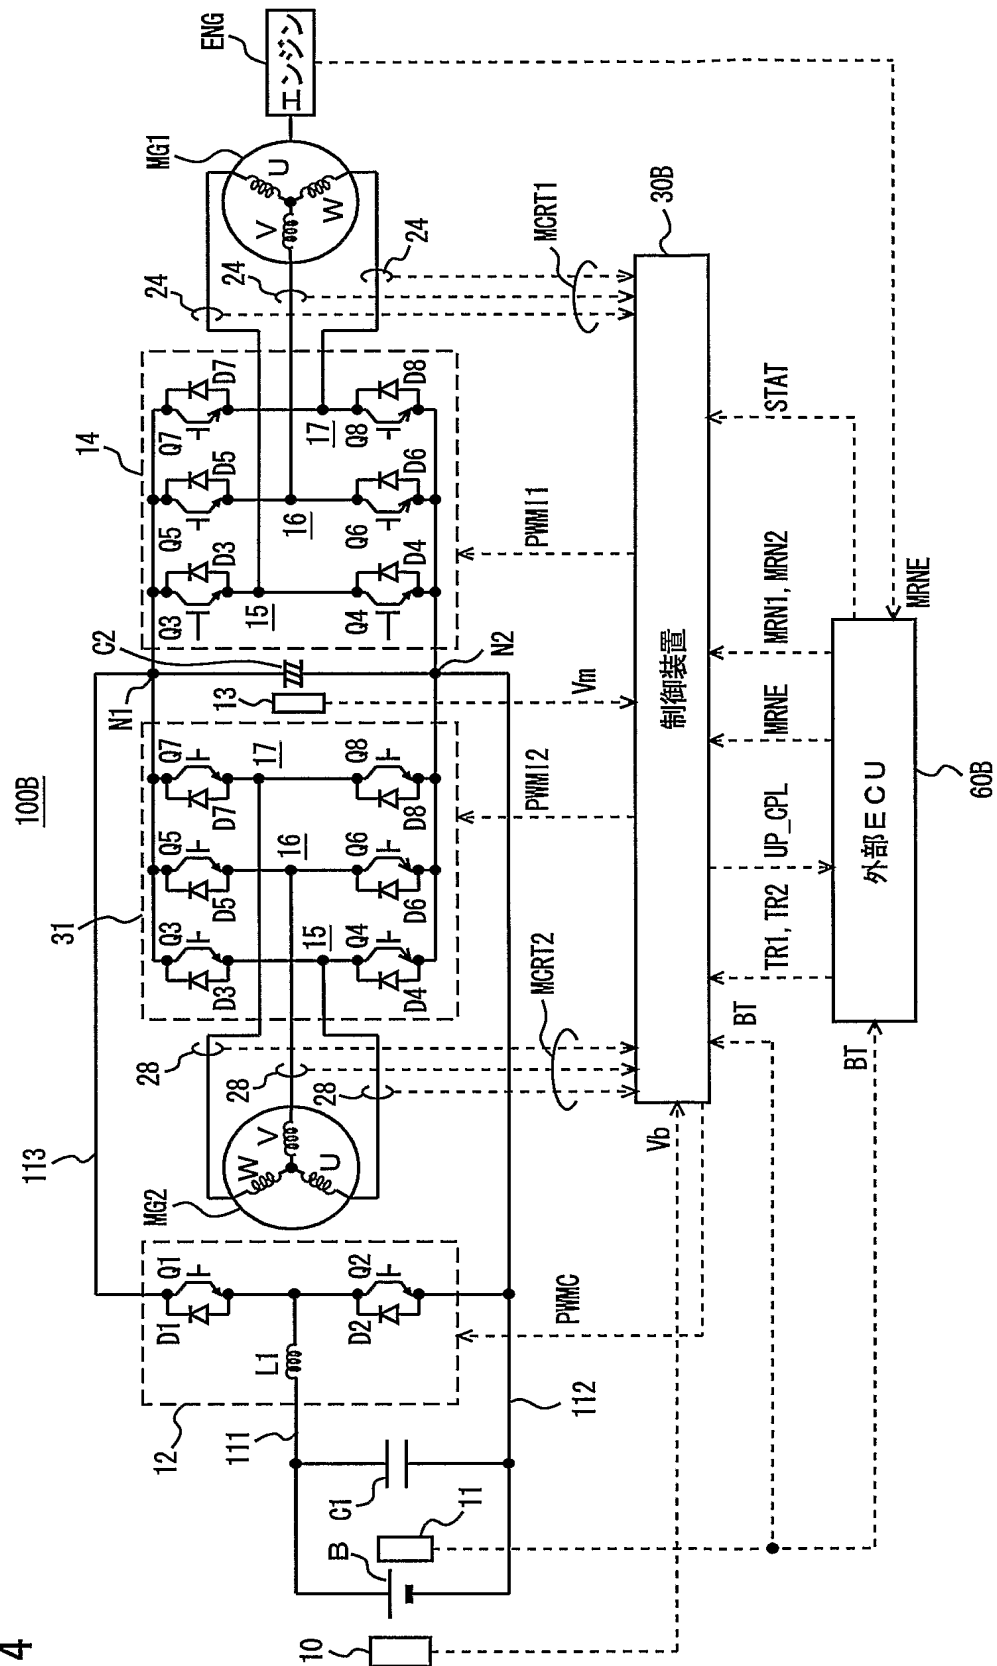 4
100B
ENG
エンジン
MG1
U
V
W
24
24
24
MCRT1
30B
14
Q7
D7
Q5
D5
Q3
D3
17
16
15
Q8
D8
Q6
D6
Q4
D4
C2
N1
N2
13
Vm
PWMI1
STAT
MRNE
MRN1, MRN2
MRNE
UP_CPL
TR1, TR2
BT
BT
制御装置
外部ECU
60B
31
Q7
D7
Q5
D5
Q3
D3
17
16
15
Q8
D8
Q6
D6
Q4
D4
PWMI2
MCRT2
28
28
28
113
MG2
W
V
U
Vb
Q1
D1
Q2
D2
L1
PWMC
12
111
112
C1
11
B
10